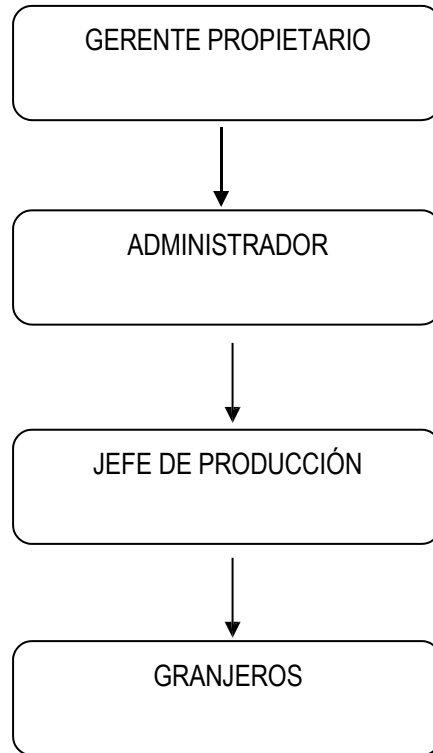 GERENTE PROPIETARIO
ADMINISTRADOR
JEFE DE PRODUCCIÓN
GRANJEROS